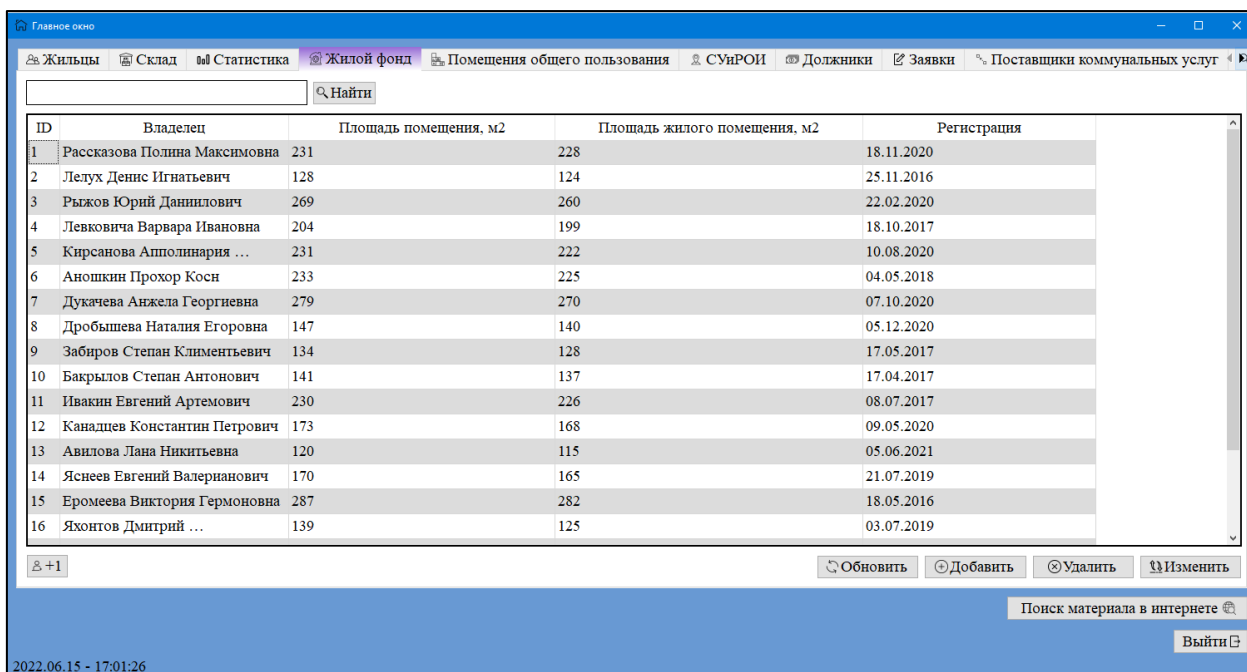 Главное окно
Жильцы Склад Статистика Жилой фонд Помещения общего пользования СУиРОИ Должники Заявки Поставщики коммунальных услуг
Найти
ID Владелец Площадь помещения, м2 Площадь жилого помещения, м2 Регистрация
1 Рассказова Полина Максимовна 231 228 18.11.2020
2 Лелух Денис Игнатьевич 128 124 25.11.2016
3 Рыжов Юрий Даниилович 269 260 22.02.2020
4 Левковича Варвара Ивановна 204 199 18.10.2017
5 Кирсанова Апполинария … 231 222 10.08.2020
6 Аношкин Прохор Косн 233 225 04.05.2018
7 Дукачева Анжела Георгиевна 279 270 07.10.2020
8 Дробышева Наталия Егоровна 147 140 05.12.2020
9 Забиров Степан Климентьевич 134 128 17.05.2017
10 Бакрылов Степан Антонович 141 137 17.04.2017
11 Ивакин Евгений Артемович 230 226 08.07.2017
12 Канадцев Константин Петрович 173 168 09.05.2020
13 Авилова Лана Никитьевна 120 115 05.06.2021
14 Яснеев Евгений Валерианович 170 165 21.07.2019
15 Еромеева Виктория Гермоновна 287 282 18.05.2016
16 Яхонтов Дмитрий … 139 125 03.07.2019
+1 Обновить Добавить Удалить Изменить
Поиск материала в интернете
Выйти
2022.06.15 - 17:01:26